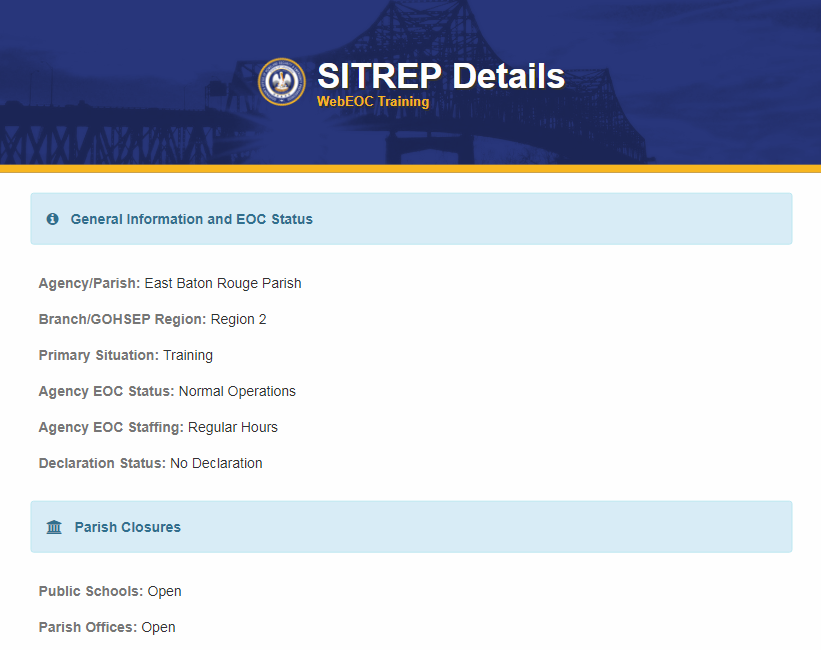 SITREP Details
WebEOC Training
General Information and EOC Status
Agency/Parish: East Baton Rouge Parish
Branch/GOHSEP Region: Region 2
Primary Situation: Training
Agency EOC Status: Normal Operations
Agency EOC Staffing: Regular Hours
Declaration Status: No Declaration
Parish Closures
Public Schools: Open
Parish Offices: Open